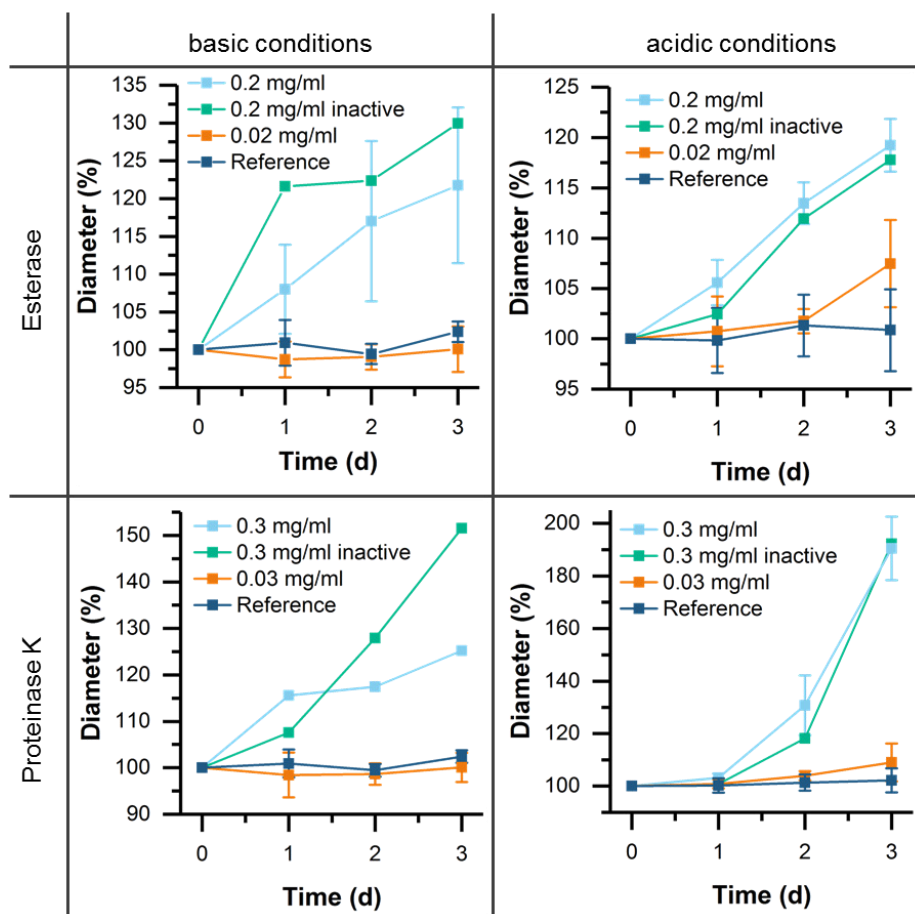 basic conditions
acidic conditions
Esterase
135
130
125
120
115
110
105
100
95
Diameter (%)
0.2 mg/ml
0.2 mg/ml inactive
0.02 mg/ml
Reference
0 1 2 3
Time (d)
125
120
115
110
105
100
95
Diameter (%)
0.2 mg/ml
0.2 mg/ml inactive
0.02 mg/ml
Reference
0 1 2 3
Time (d)
Proteinase K
150
140
130
120
110
100
90
Diameter (%)
0.3 mg/ml
0.3 mg/ml inactive
0.03 mg/ml
Reference
0 1 2 3
Time (d)
200
180
160
140
120
100
Diameter (%)
0.3 mg/ml
0.3 mg/ml inactive
0.03 mg/ml
Reference
0 1 2 3
Time (d)